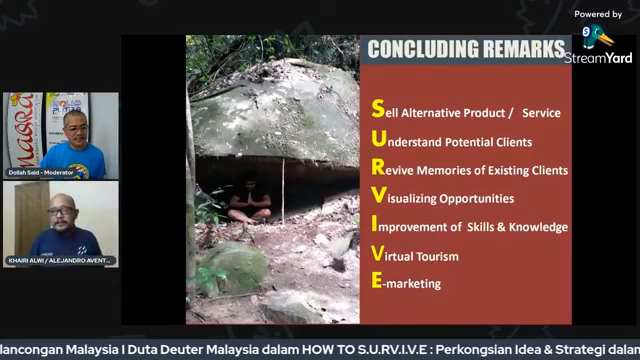 Powered by
S
StreamYard
CONCLUDING REMARKS
Sell Alternative Product / Service
Understand Potential Clients
Revive Memories of Existing Clients
Visualizing Opportunities
Improvement of Skills & Knowledge
Virtual Tourism
E-marketing
Dollah Said - Moderator
KHAIRI ALWI / ALEJANDRO AVENT...
lancongan Malaysia I Duta Deuter Malaysia dalam HOW TO S.U.RV.I.V.E : Perkongsian Idea & Strategi dalan